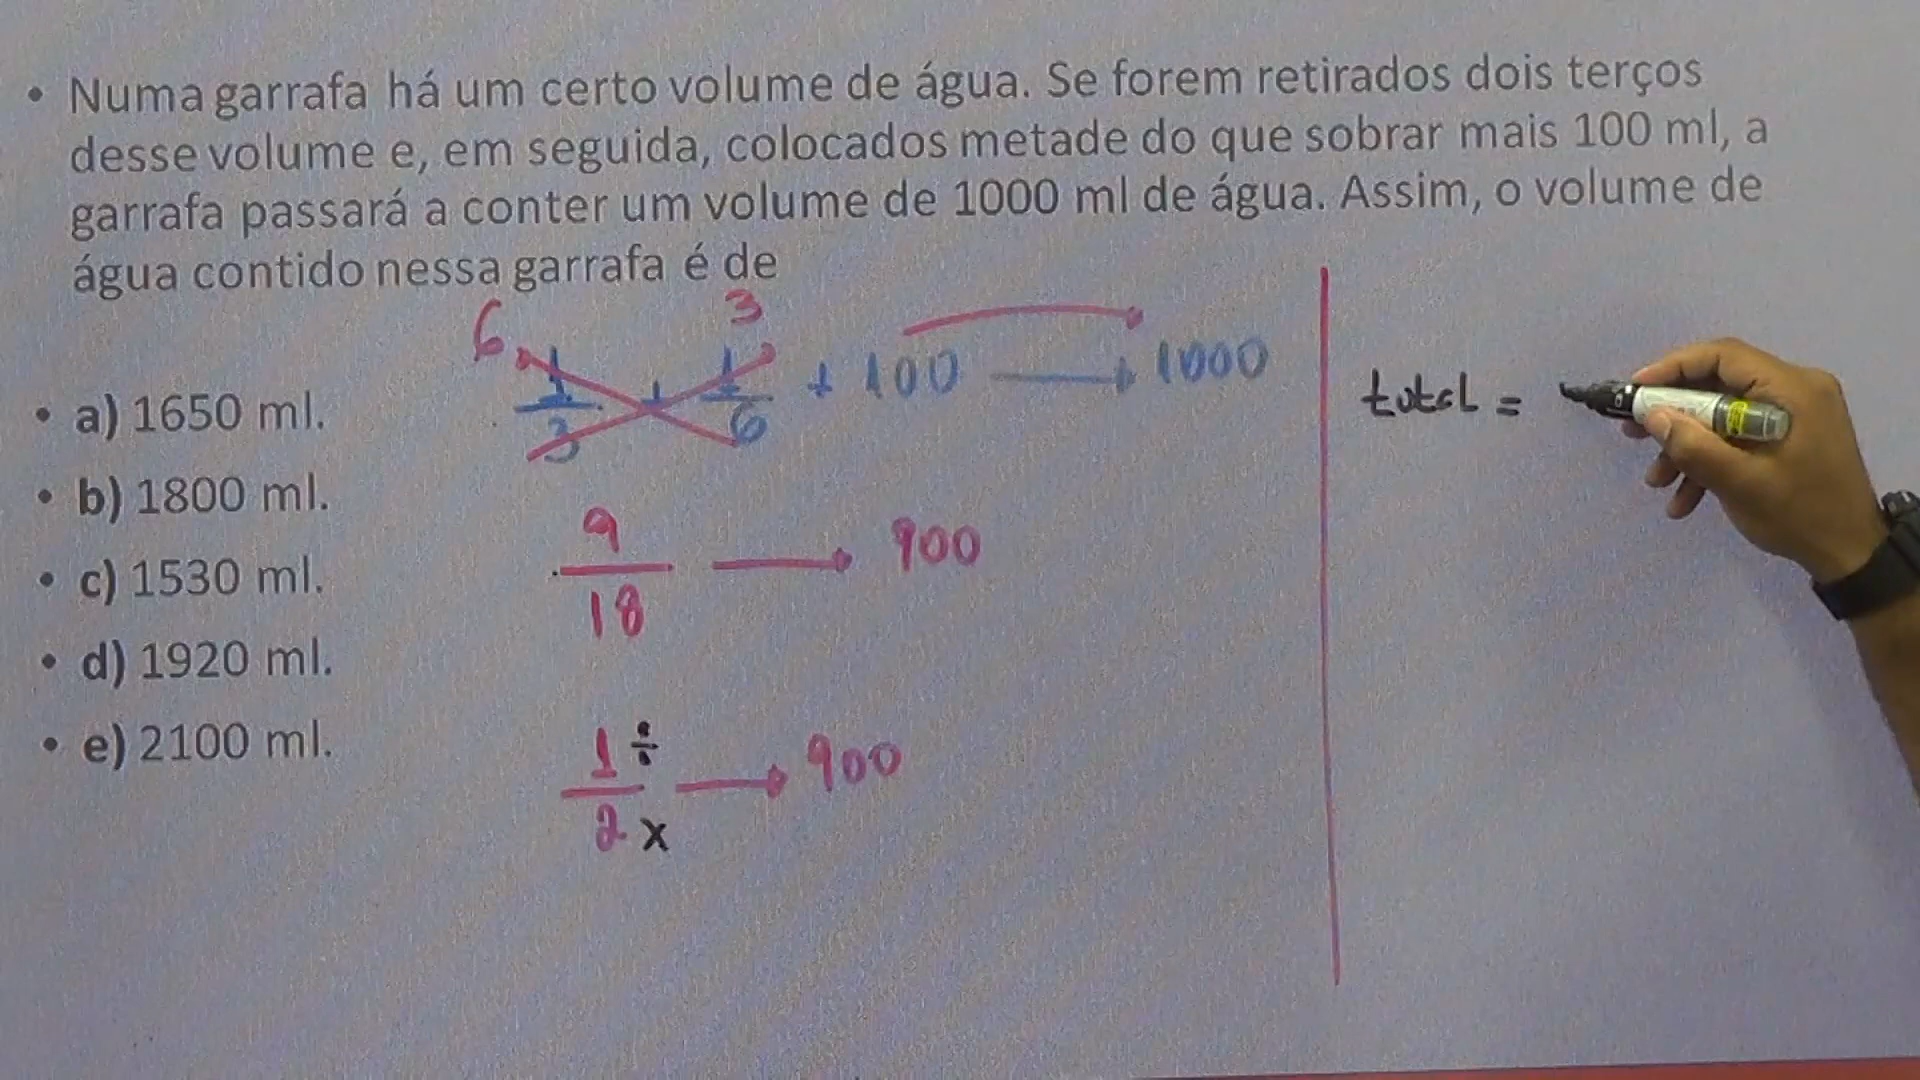 • Numa garrafa há um certo volume de água. Se forem retirados dois terços
desse volume e, em seguida, colocados metade do que sobrar mais 100 ml, a
garrafa passará a conter um volume de 1000 ml de água. Assim, o volume de
água contido nessa garrafa é de
6 3
1/3 + 1/6 + 100 → 1000
total =
• a) 1650 ml.
• b) 1800 ml.
9/18 → 900
• c) 1530 ml.
• d) 1920 ml.
• e) 2100 ml.
1 ÷
→ 900
2 x